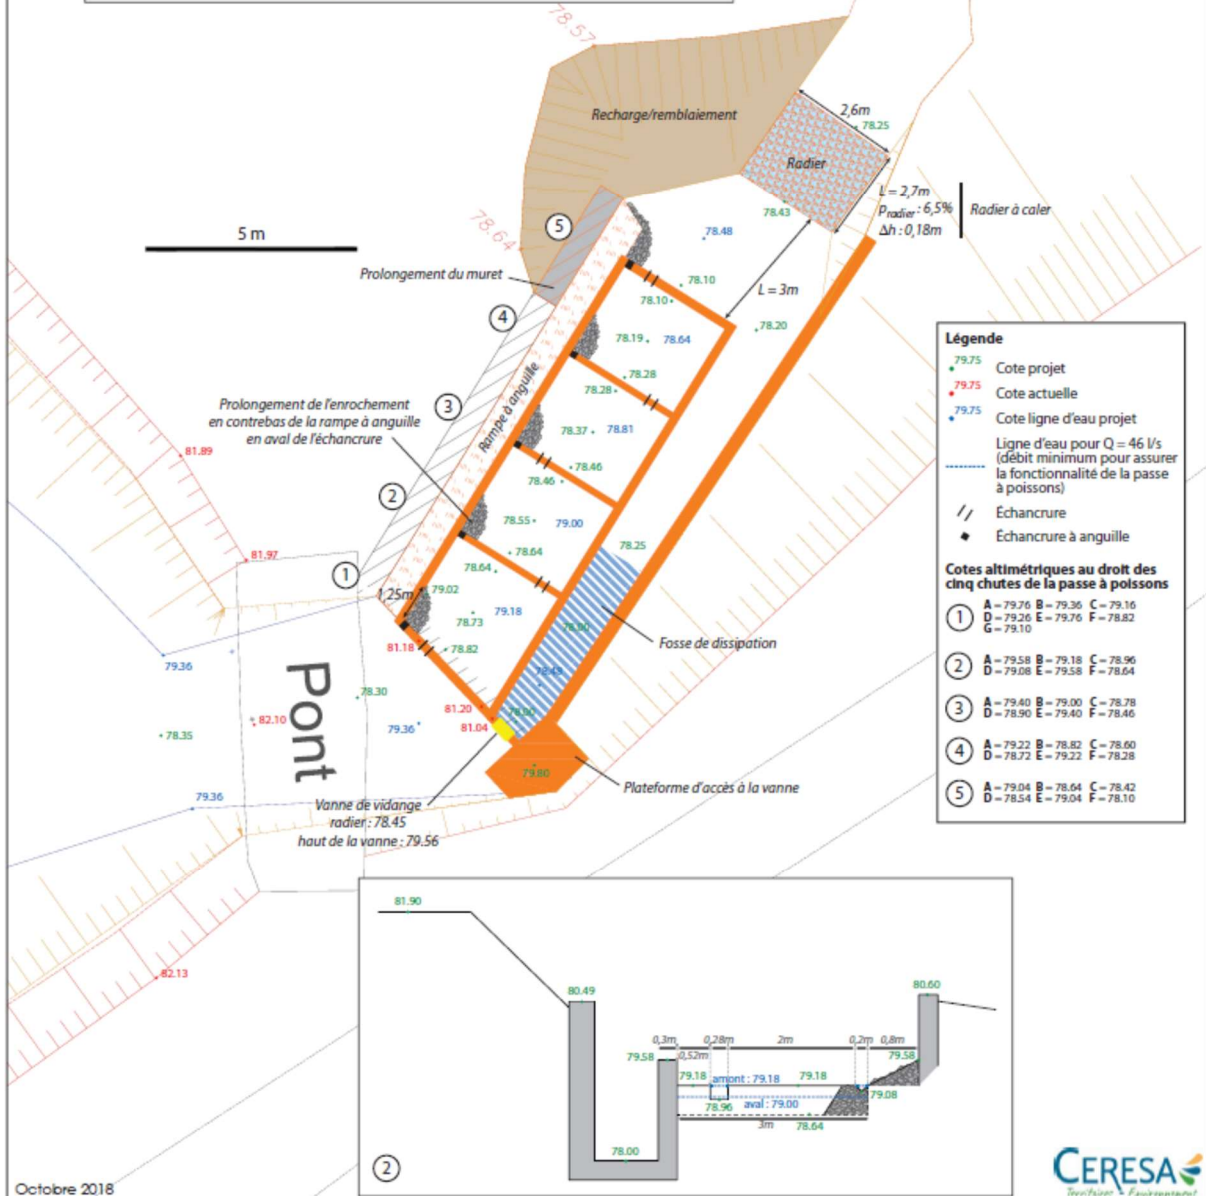 78.57
Recharge/remblaiement
2,6m
78.25
Radier
L = 2,7m
Pradier : 6,5%
Δh : 0,18m
Radier à caler
78.43
78.48
5
78.64
5 m
Prolongement du muret
78.10
78.10
L = 3m
78.20
4
78.19
78.64
Rampe à anguille
78.28
78.28
Prolongement de l'enrochement
en contrebas de la rampe à anguille
en aval de l'échancrure
3
78.37
78.81
81.89
78.46
78.46
2
78.55
79.00
78.25
78.64
78.64
81.97
1
79.02
1,25m
79.18
78.73
78.00
Fosse de dissipation
81.18
78.82
79.36
78.49
Pont
78.30
81.20
78.00
82.10
79.36
81.04
78.35
79.80
Plateforme d'accès à la vanne
79.36
Vanne de vidange
radier : 78.45
haut de la vanne : 79.56
82.13
Légende
79.75 Cote projet
79.75 Cote actuelle
79.75 Cote ligne d'eau projet
Ligne d'eau pour Q = 46 l/s
(débit minimum pour assurer
la fonctionnalité de la passe
à poissons)
Échancrure
Échancrure à anguille
Cotes altimétriques au droit des
cinq chutes de la passe à poissons
1 A = 79.76 B = 79.36 C = 79.16
D = 79.26 E = 79.76 F = 78.82
G = 79.10
2 A = 79.58 B = 79.18 C = 78.96
D = 79.08 E = 79.58 F = 78.64
3 A = 79.40 B = 79.00 C = 78.78
D = 78.90 E = 79.40 F = 78.46
4 A = 79.22 B = 78.82 C = 78.60
D = 78.72 E = 79.22 F = 78.28
5 A = 79.04 B = 78.64 C = 78.42
D = 78.54 E = 79.04 F = 78.10
81.90
80.49
80.60
0,3m 0,28m 2m 0,2m 0,8m
79.58 0,52m 79.58
79.18 amont : 79.18 79.18
79.08
78.96 aval : 79.00
3m 78.64
78.00
2
Octobre 2018
CERESA
Territoires Environnement